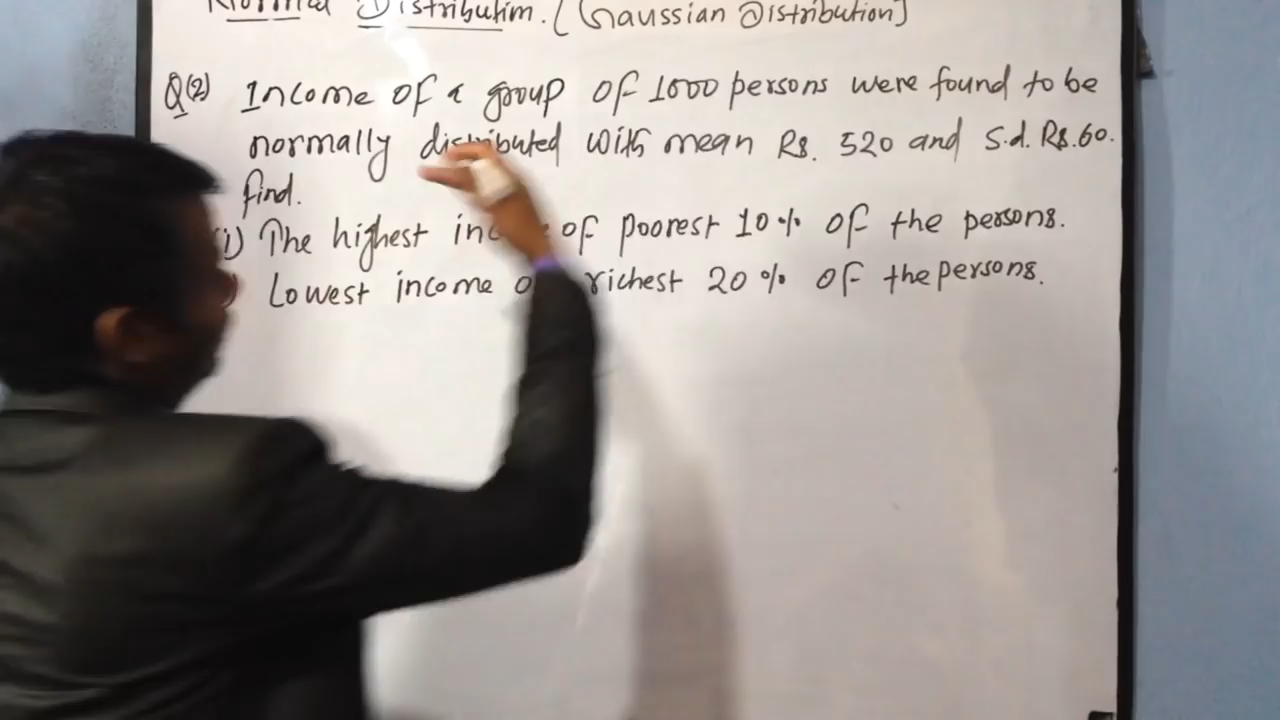 Distribution. (Gaussian Distribution)
Q(2) Income of a group of 1000 persons were found to be
normally distributed with mean Rs. 520 and S.d. Rs.60.
find.
(i) The highest of poorest 10% of the persons.
Lowest income richest 20% of the persons.